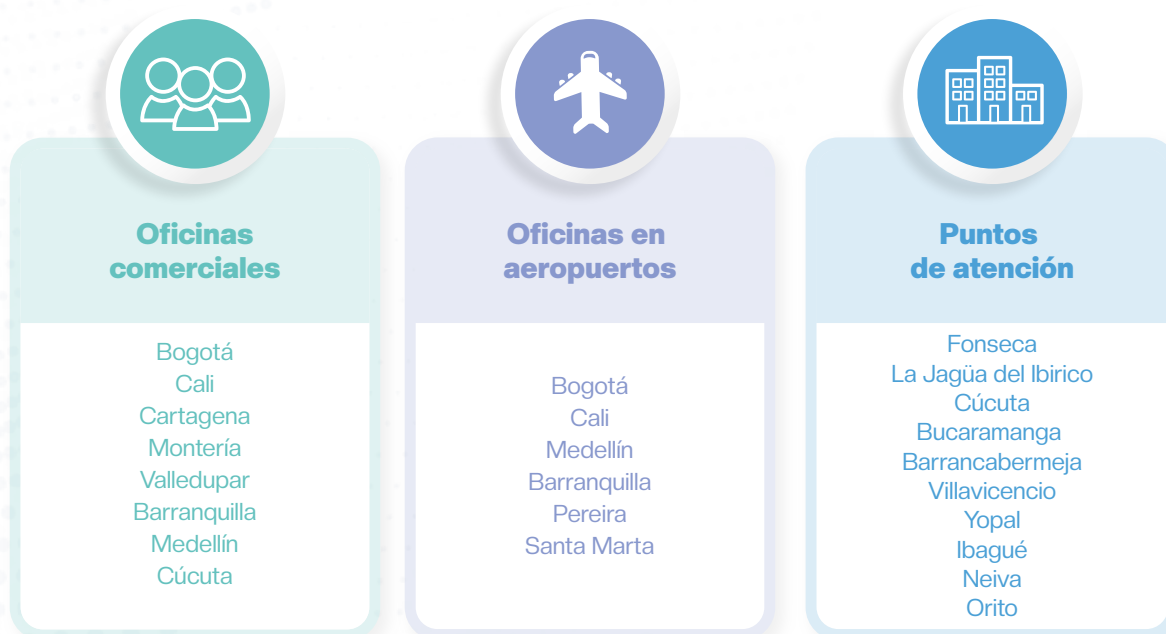 Oficinas
comerciales
Bogotá
Cali
Cartagena
Montería
Valledupar
Barranquilla
Medellín
Cúcuta
Oficinas en
aeropuertos
Bogotá
Cali
Medellín
Barranquilla
Pereira
Santa Marta
Puntos
de atención
Fonseca
La Jagüa del Ibirico
Cúcuta
Bucaramanga
Barrancabermeja
Villavicencio
Yopal
Ibagué
Neiva
Orito